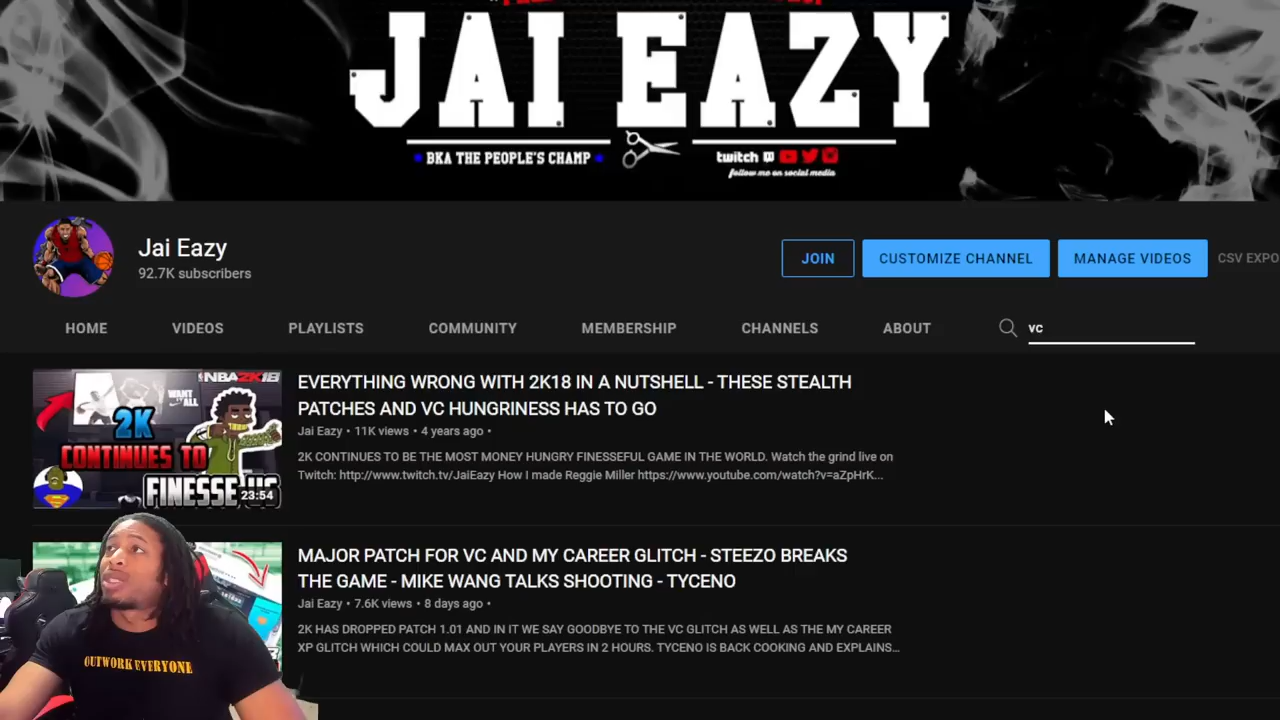 JAI EAZY
BKA THE PEOPLE'S CHAMP
twitch
follow me on social media
Jai Eazy
92.7K subscribers
JOIN
CUSTOMIZE CHANNEL
MANAGE VIDEOS
CSV EXPO
HOME
VIDEOS
PLAYLISTS
COMMUNITY
MEMBERSHIP
CHANNELS
ABOUT
vc
NBA2K18
WANT
ALL
2K
CONTINUES TO
FINESSE US
23:54
EVERYTHING WRONG WITH 2K18 IN A NUTSHELL - THESE STEALTH
PATCHES AND VC HUNGRINESS HAS TO GO
Jai Eazy • 11K views • 4 years ago •
2K CONTINUES TO BE THE MOST MONEY HUNGRY FINESSEFUL GAME IN THE WORLD. Watch the grind live on
Twitch: http://www.twitch.tv/JaiEazy How I made Reggie Miller https://www.youtube.com/watch?v=aZpHrK...
MAJOR PATCH FOR VC AND MY CAREER GLITCH - STEEZO BREAKS
THE GAME - MIKE WANG TALKS SHOOTING - TYCENO
Jai Eazy • 7.6K views • 8 days ago •
2K HAS DROPPED PATCH 1.01 AND IN IT WE SAY GOODBYE TO THE VC GLITCH AS WELL AS THE MY CAREER
XP GLITCH WHICH COULD MAX OUT YOUR PLAYERS IN 2 HOURS. TYCENO IS BACK COOKING AND EXPLAINS...
OUTWORK EVERYONE